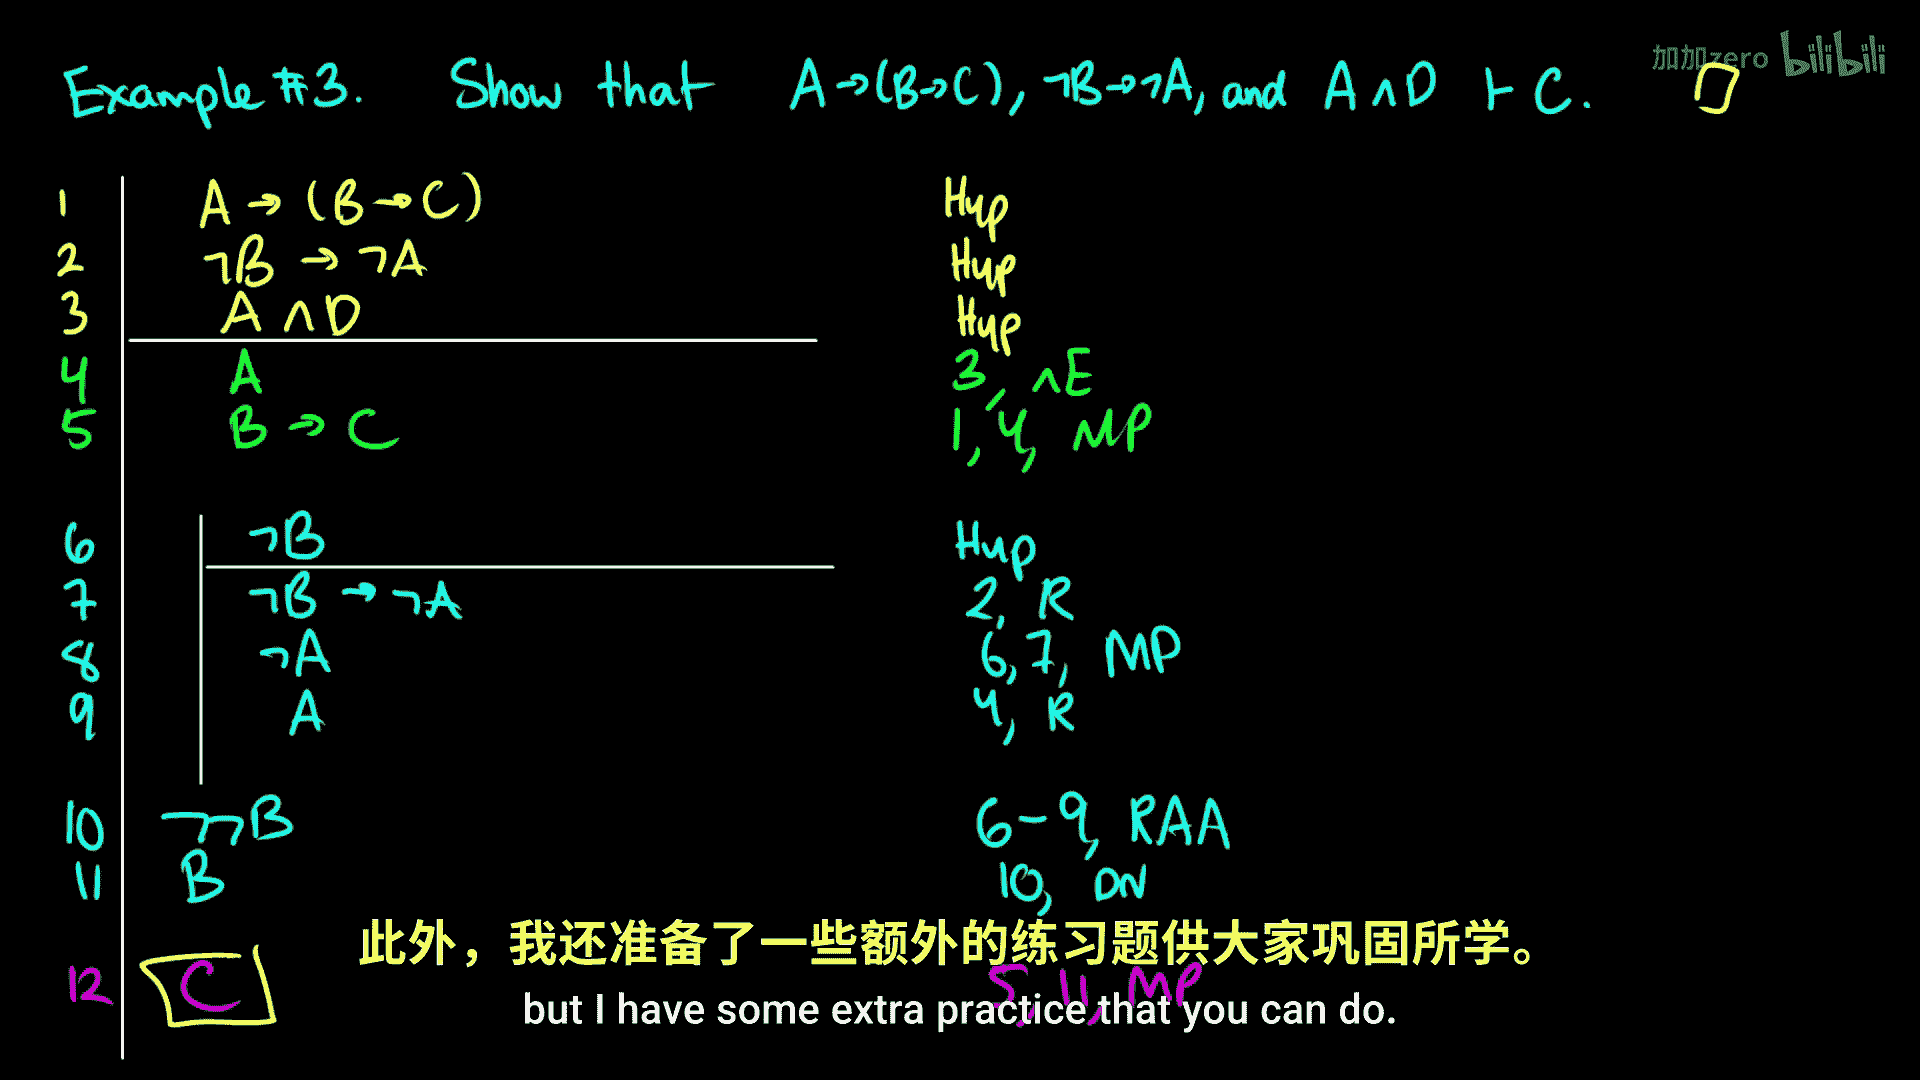 加加zero bilibili
Example #3. Show that A→(B→C), ¬B→¬A, and A∧D ⊢ C.
1 A→(B→C) Hyp
2 ¬B→¬A Hyp
3 A∧D Hyp
4 A 3, ∧E
5 B→C 1, 4, MP
6 ¬B Hyp
7 ¬B→¬A 2, R
8 ¬A 6, 7, MP
9 A 4, R
10 ¬¬B 6-9, RAA
11 B 10, DN
此外，我还准备了一些额外的练习题供大家巩固所学。
12 C 5, 11, MP
but I have some extra practice that you can do.